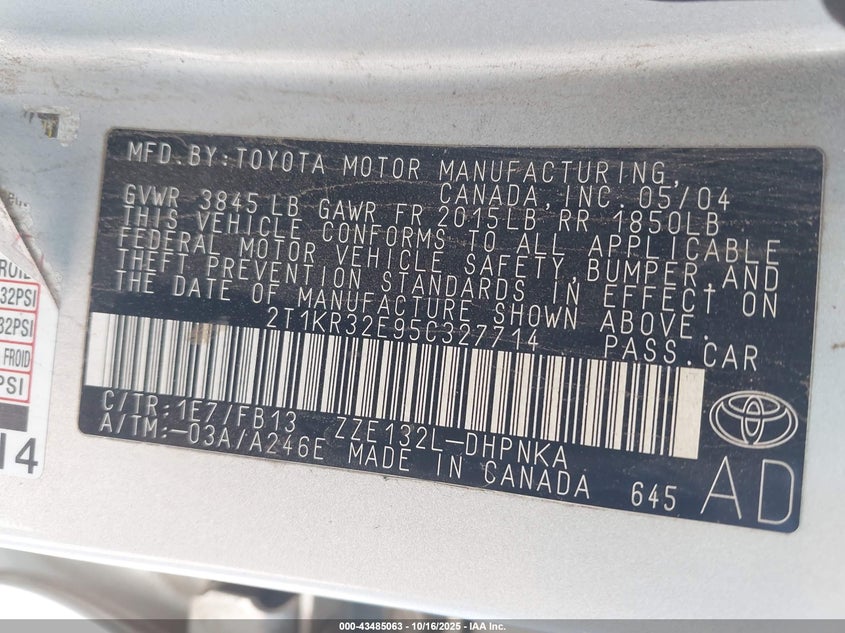 MFD.BY:TOYOTA MOTOR MANUFACTURING,
CANADA,INC. 05/04
GVWR 3845LB GAWR FR 2015LB RR 1850LB
THIS VEHICLE CONFORMS TO ALL APPLICABLE
FEDERAL MOTOR VEHICLE SAFETY,BUMPER,AND
THEFT PREVENTION STANDARDS IN EFFECT ON
THE DATE OF MANUFACTURE SHOWN ABOVE.
2T1KR32E95C327714 PASS.CAR
C/TR:1E7/FB13 ZZE132L-DHPNKA
A/TM:-03A/A246E MADE IN CANADA 645
AD
FROID
32PSI
32PSI
FROID
PSI
14
000-43485063 - 10/16/2025 - IAA Inc.